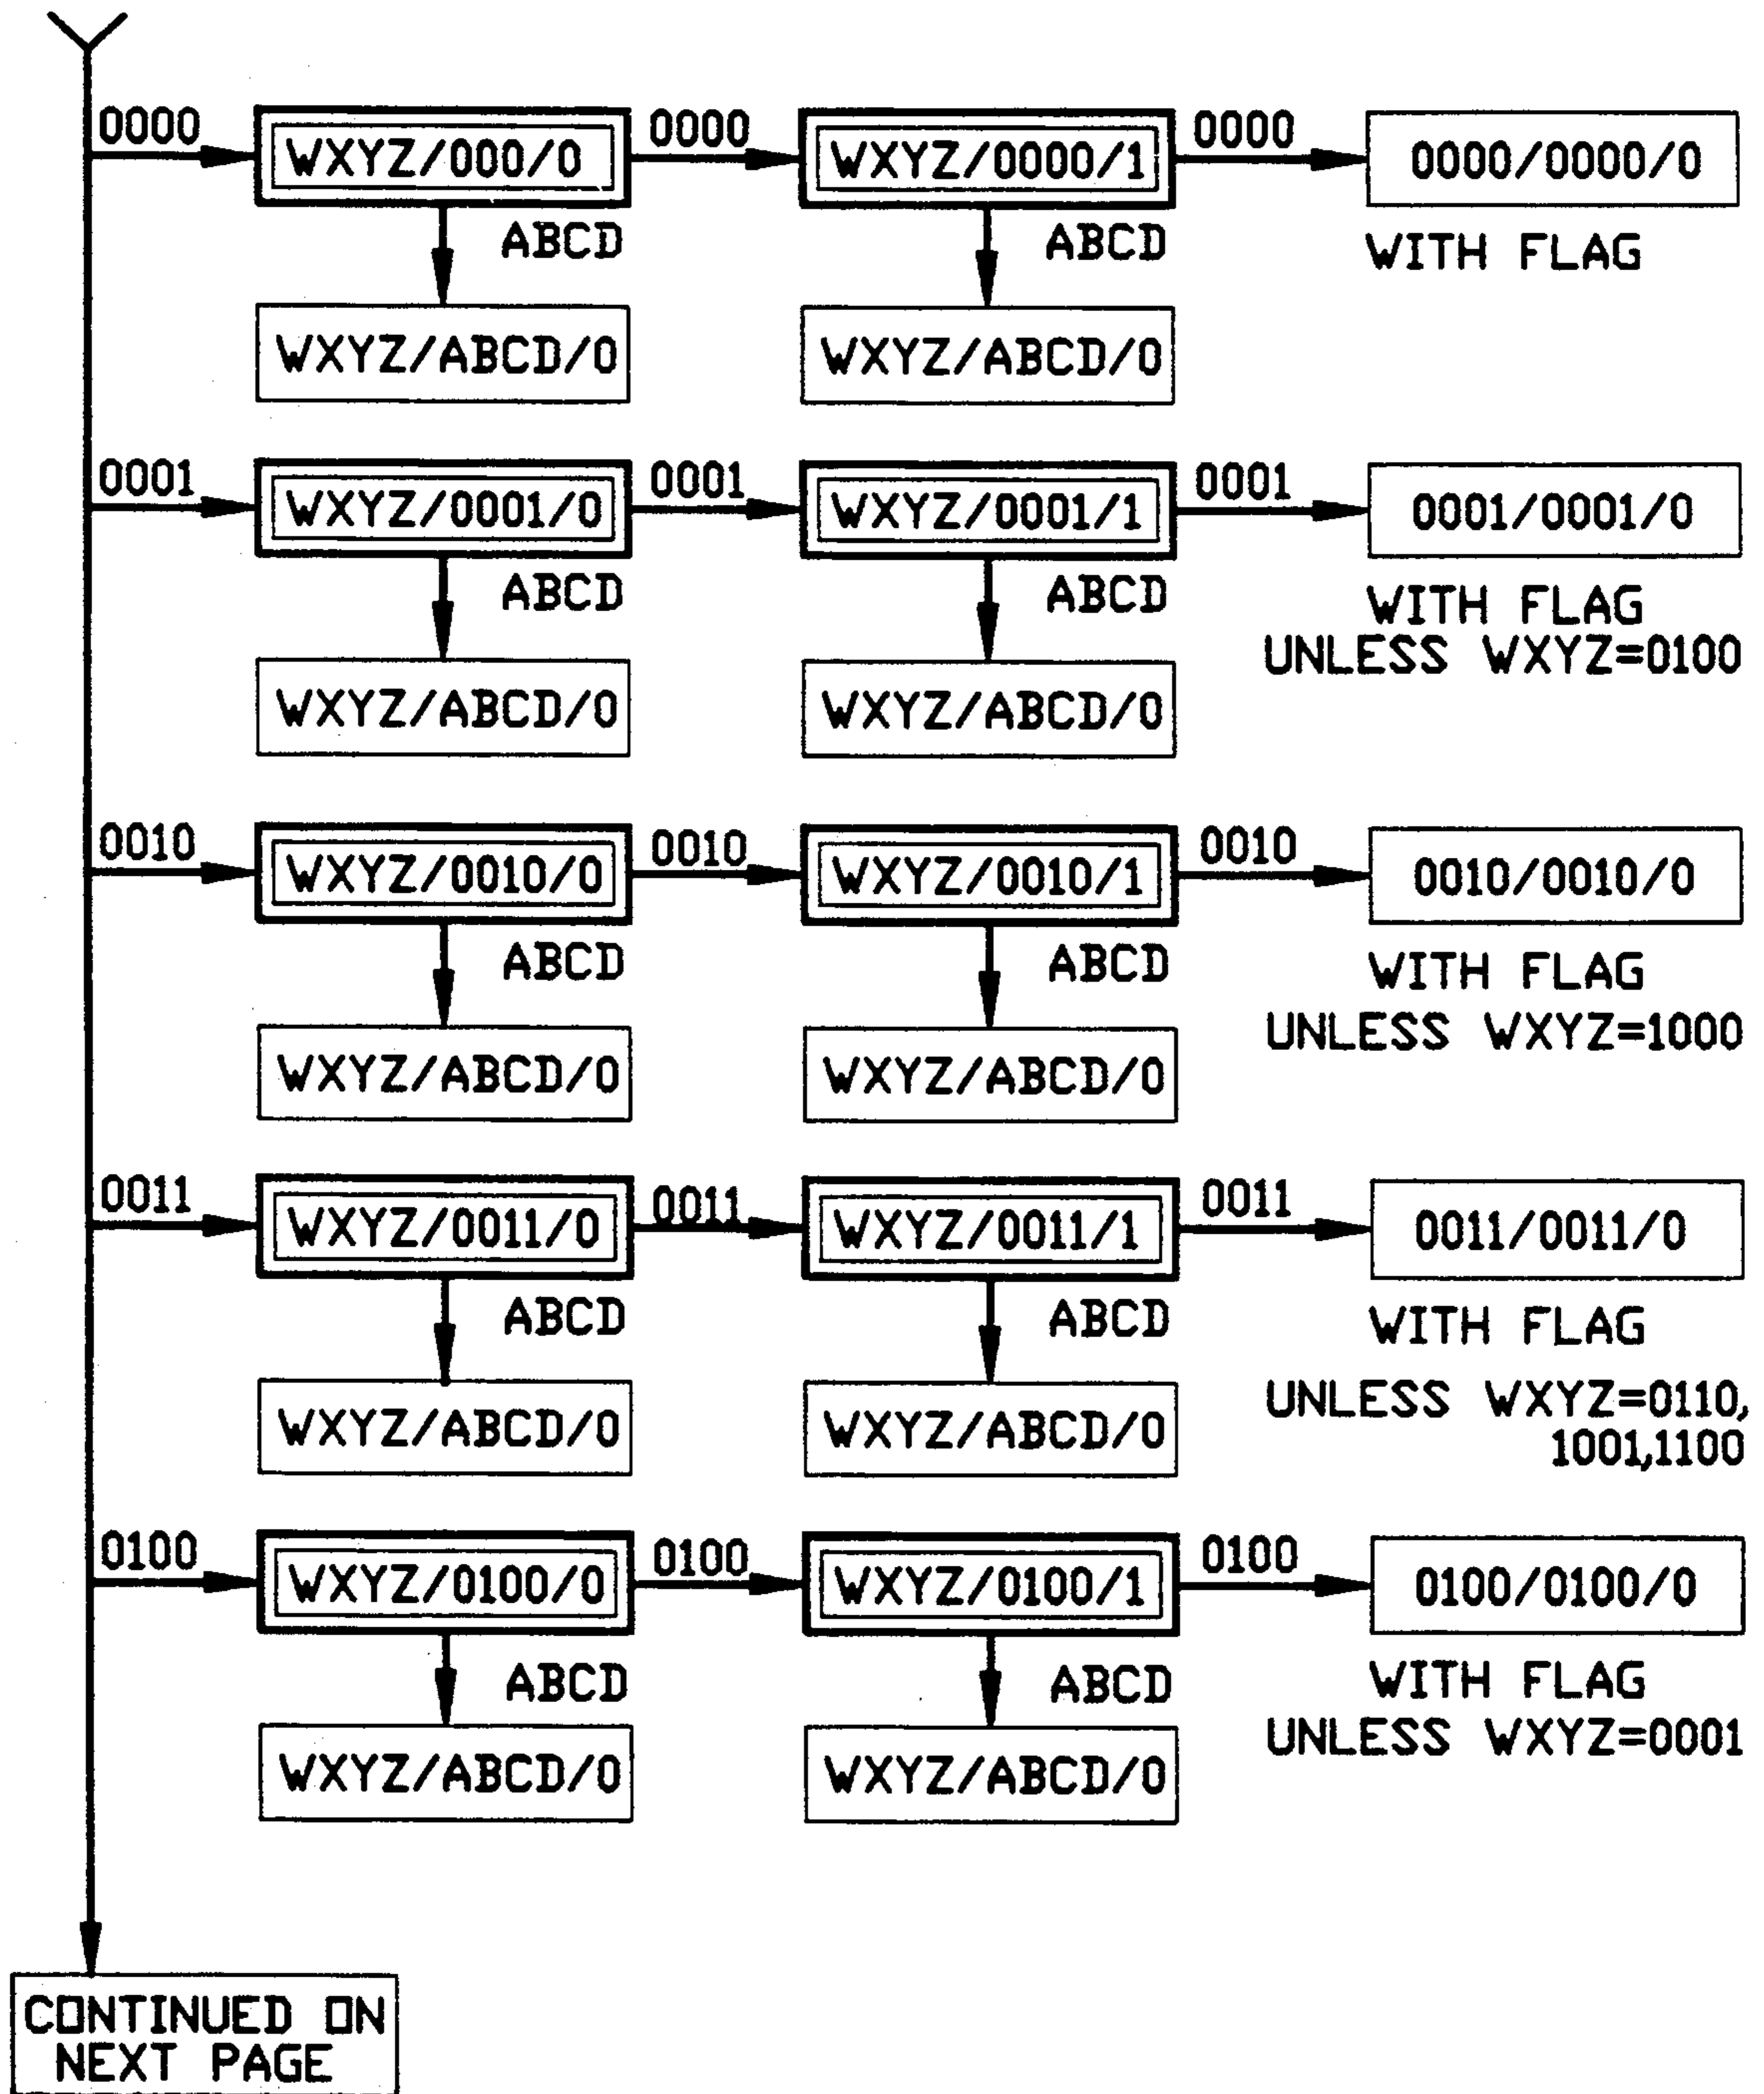 0000 WXYZ/000/0 0000 WXYZ/0000/1 0000 0000/0000/0
ABCD ABCD WITH FLAG
WXYZ/ABCD/0 WXYZ/ABCD/0
0001 WXYZ/0001/0 0001 WXYZ/0001/1 0001 0001/0001/0
ABCD ABCD WITH FLAG
UNLESS WXYZ=0100
WXYZ/ABCD/0 WXYZ/ABCD/0
0010 WXYZ/0010/0 0010 WXYZ/0010/1 0010 0010/0010/0
ABCD ABCD WITH FLAG
UNLESS WXYZ=1000
WXYZ/ABCD/0 WXYZ/ABCD/0
0011 WXYZ/0011/0 0011 WXYZ/0011/1 0011 0011/0011/0
ABCD ABCD WITH FLAG
UNLESS WXYZ=0110,
WXYZ/ABCD/0 WXYZ/ABCD/0
1001,1100
0100 WXYZ/0100/0 0100 WXYZ/0100/1 0100 0100/0100/0
ABCD ABCD WITH FLAG
UNLESS WXYZ=0001
WXYZ/ABCD/0 WXYZ/ABCD/0
CONTINUED ON
NEXT PAGE